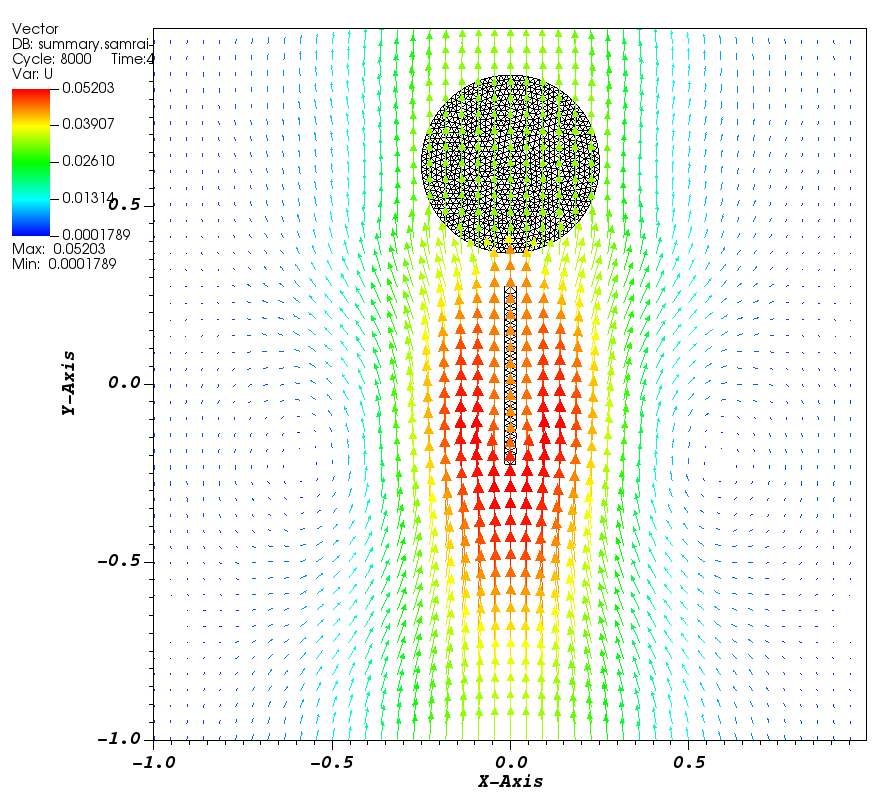 Vector
DB: summary.samrai-
Cycle: 8000 Time:4
Var: U
0.05203
0.03907
0.02610
0.01314
0.0001789
Max: 0.05203
Min: 0.0001789
0.5
0.0
-0.5
-1.0
Y-Axis
-1.0 -0.5 0.0 0.5
X-Axis